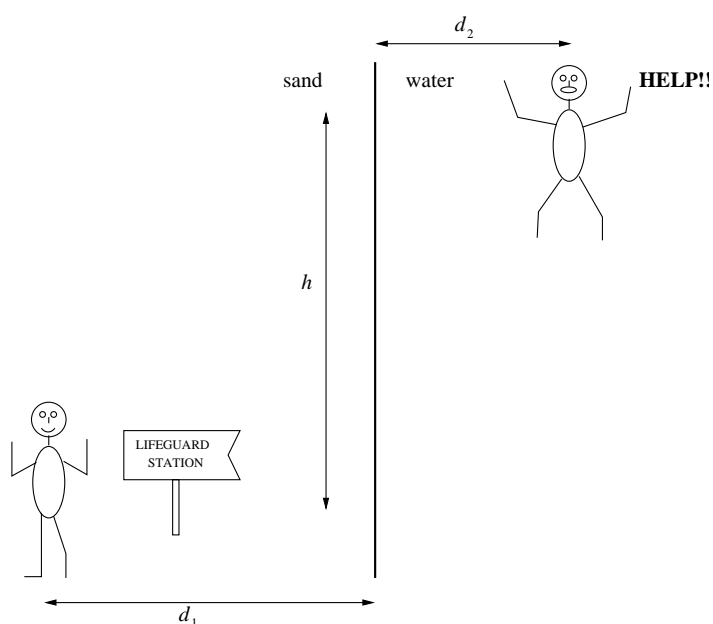 d₂
sand
water
HELP!!
h
LIFEGUARD
STATION
d₁